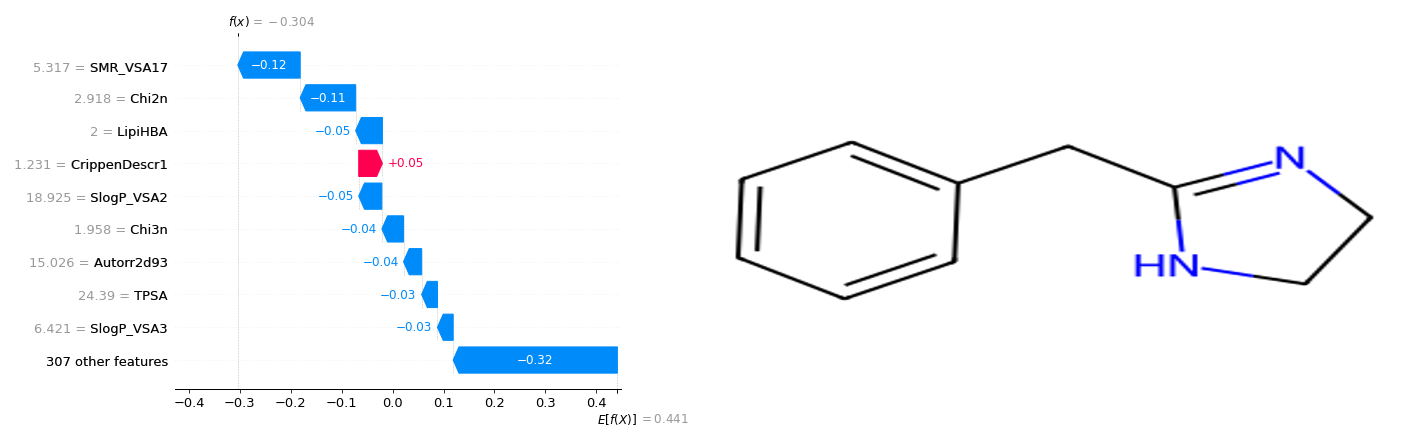 f(x) = −0.304
5.317 = SMR_VSA17
−0.12
2.918 = Chi2n
−0.11
2 = LipiHBA
−0.05
1.231 = CrippenDescr1
+0.05
18.925 = SlogP_VSA2
−0.05
1.958 = Chi3n
−0.04
15.026 = Autorr2d93
−0.04
24.39 = TPSA
−0.03
6.421 = SlogP_VSA3
−0.03
307 other features
−0.32
−0.4 −0.3 −0.2 −0.1 0.0 0.1 0.2 0.3 0.4
E[f(X)] = 0.441
N
HN